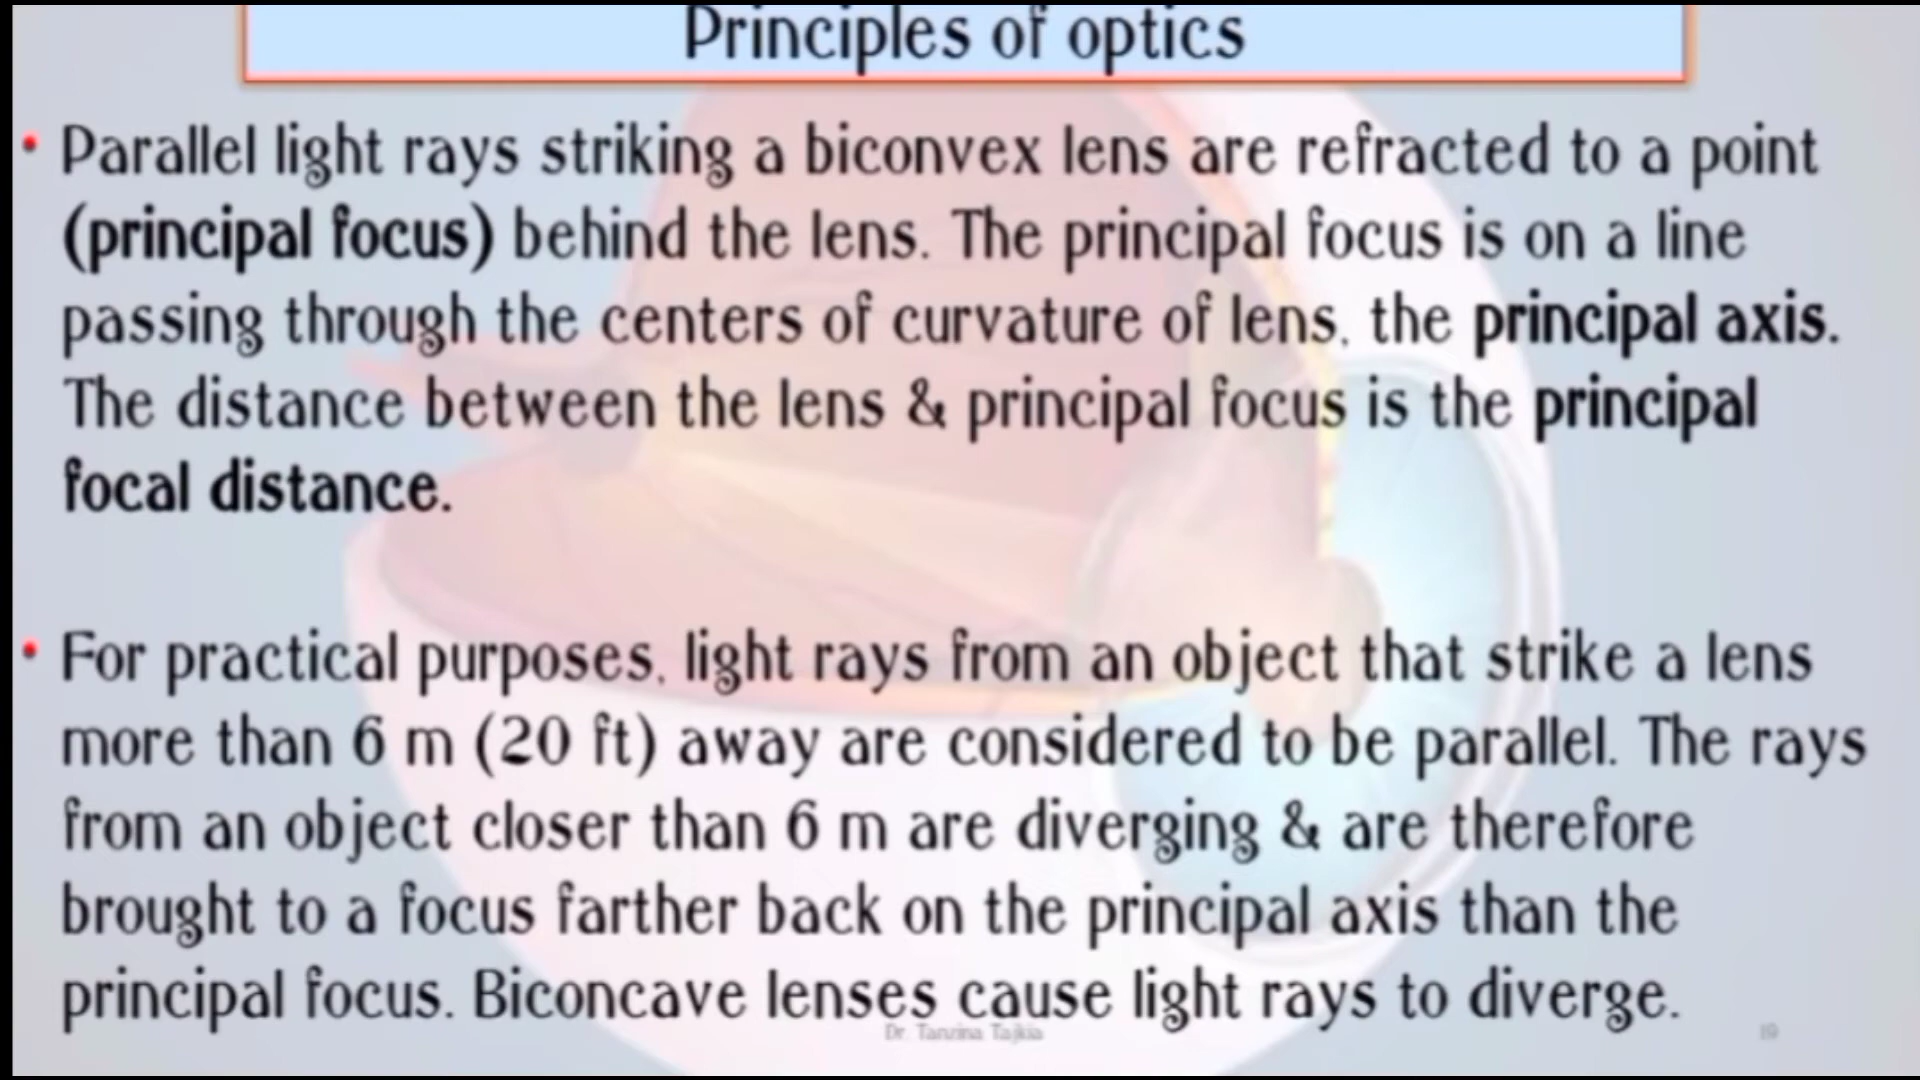 Principles of optics
• Parallel light rays striking a biconvex lens are refracted to a point
(principal focus) behind the lens. The principal focus is on a line
passing through the centers of curvature of lens, the principal axis.
The distance between the lens & principal focus is the principal
focal distance.
• For practical purposes, light rays from an object that strike a lens
more than 6 m (20 ft) away are considered to be parallel. The rays
from an object closer than 6 m are diverging & are therefore
brought to a focus farther back on the principal axis than the
principal focus. Biconcave lenses cause light rays to diverge.
Dr. Tanzina Tajkia
19